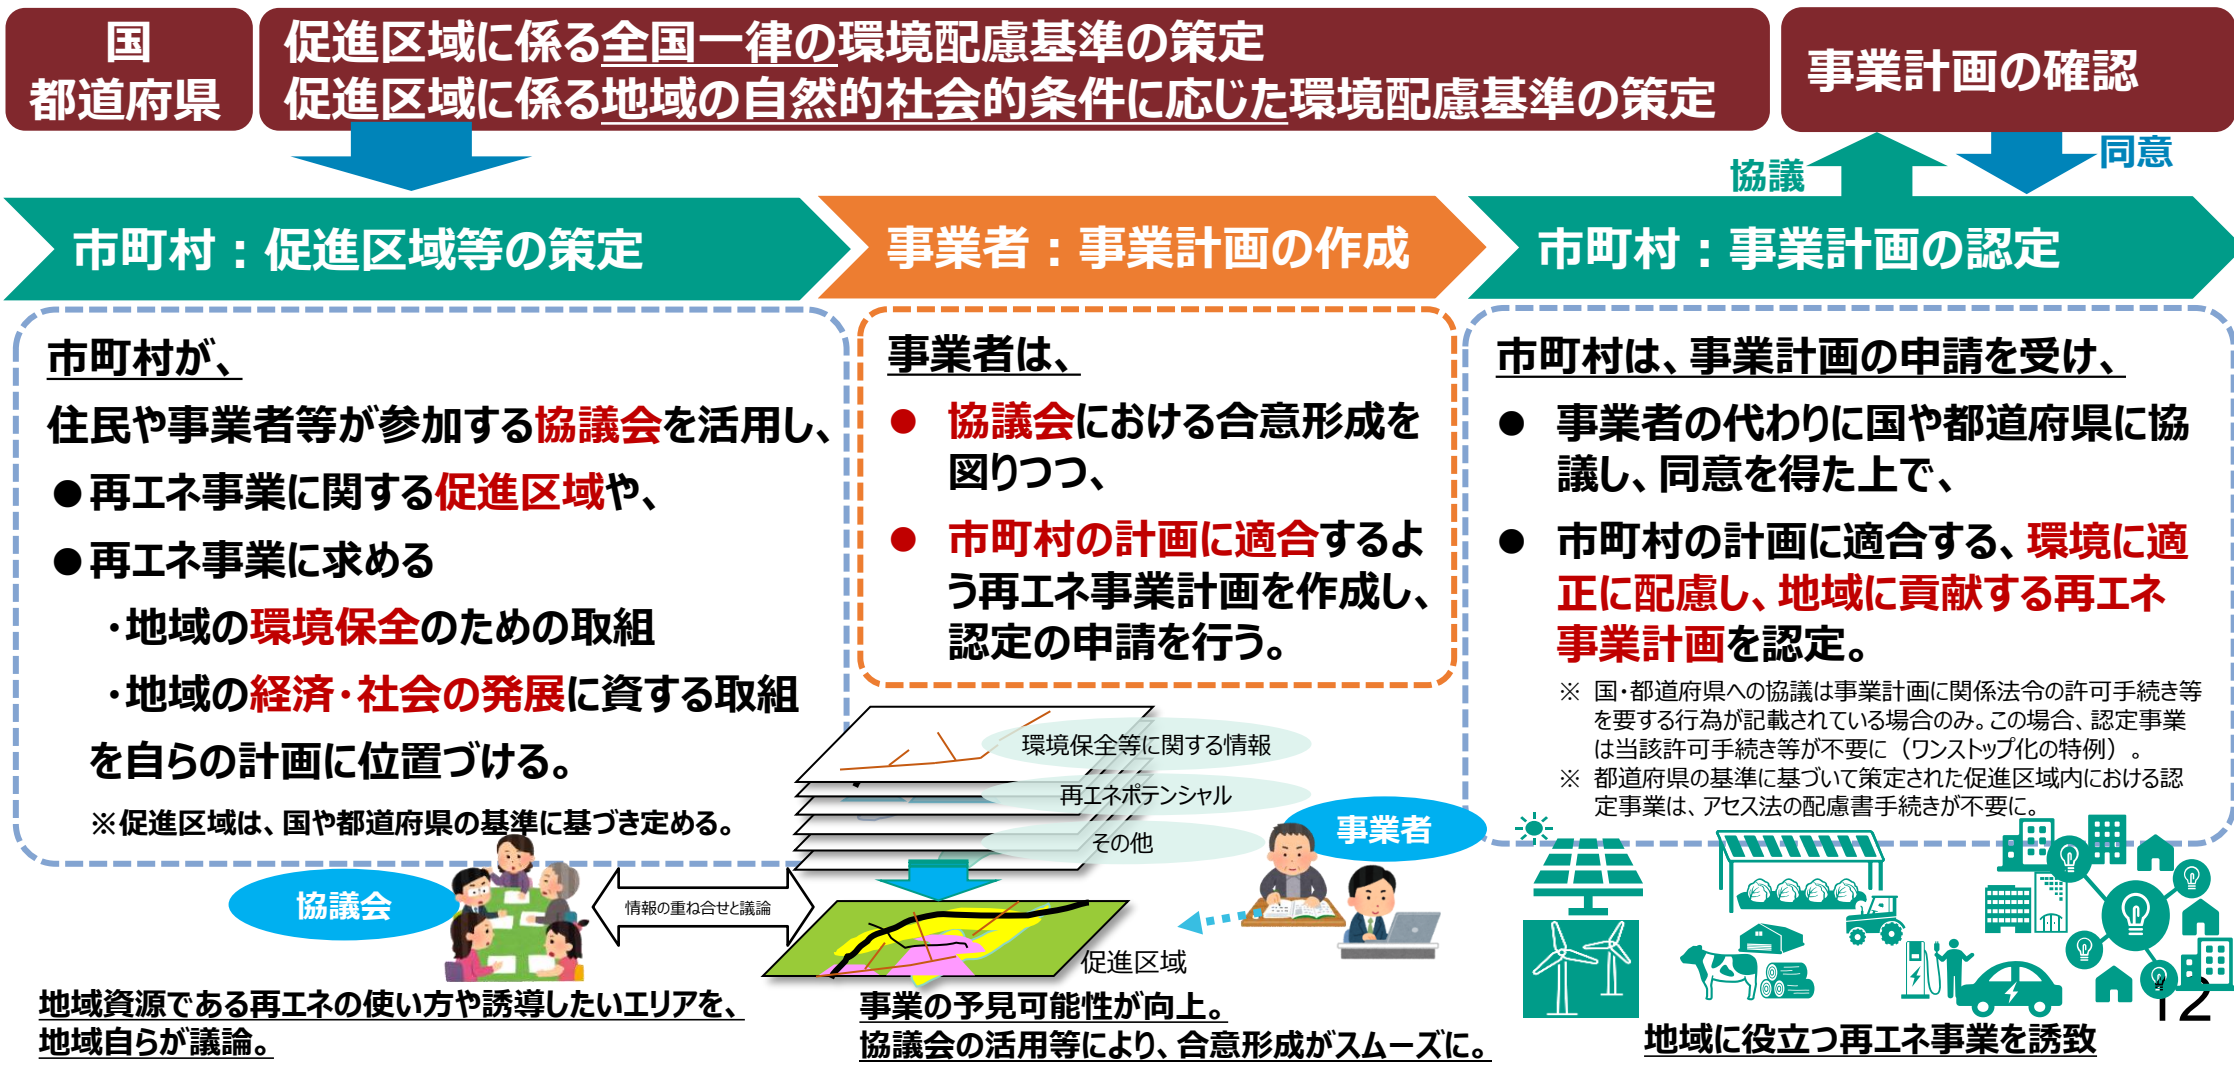 国
都道府県
促進区域に係る全国一律の環境配慮基準の策定
促進区域に係る地域の自然的社会的条件に応じた環境配慮基準の策定
事業計画の確認
協議
同意
市町村：促進区域等の策定
事業者：事業計画の作成
市町村：事業計画の認定
市町村が、
住民や事業者等が参加する協議会を活用し、
●再エネ事業に関する促進区域や、
●再エネ事業に求める
・地域の環境保全のための取組
・地域の経済・社会の発展に資する取組
を自らの計画に位置づける。
※促進区域は、国や都道府県の基準に基づき定める。
事業者は、
● 協議会における合意形成を
図りつつ、
● 市町村の計画に適合するよ
う再エネ事業計画を作成し、
認定の申請を行う。
市町村は、事業計画の申請を受け、
● 事業者の代わりに国や都道府県に協
議し、同意を得た上で、
● 市町村の計画に適合する、環境に適
正に配慮し、地域に貢献する再エネ
事業計画を認定。
※ 国・都道府県への協議は事業計画に関係法令の許可手続き等
を要する行為が記載されている場合のみ。この場合、認定事業
は当該許可手続き等が不要に（ワンストップ化の特例）。
※ 都道府県の基準に基づいて策定された促進区域内における認
定事業は、アセス法の配慮書手続きが不要に。
環境保全等に関する情報
再エネポテンシャル
その他
事業者
協議会
情報の重ね合せと議論
促進区域
地域資源である再エネの使い方や誘導したいエリアを、
地域自らが議論。
事業の予見可能性が向上。
協議会の活用等により、合意形成がスムーズに。
地域に役立つ再エネ事業を誘致
12